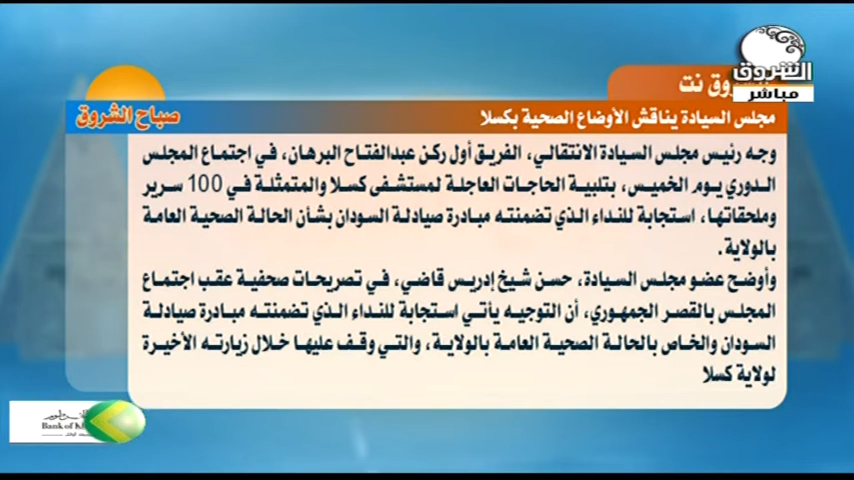 الشروق
مباشر
نت
صباح الشروق
مجلس السيادة يناقش الأوضاع الصحية بكسلا
وجه رئيس مجلس السيادة الانتقالي، الفريق أول ركن عبدالفتاح البرهان، في اجتماع المجلس
الدوري يوم الخميس، بتلبية الحاجات العاجلة لمستشفى كسلا والمتمثلة في 100 سرير
وملحقاتها، استجابة للنداء الذي تضمنته مبادرة صيادلة السودان بشأن الحالة الصحية العامة
بالولاية.
وأوضح عضو مجلس السيادة، حسن شيخ إدريس قاضي، في تصريحات صحفية عقب اجتماع
المجلس بالقصر الجمهوري، أن التوجيه يأتي استجابة للنداء الذي تضمنته مبادرة صيادلة
السودان والخاص بالحالة الصحية العامة بالولاية، والتي وقف عليها خلال زيارته الأخيرة
لولاية كسلا
Bank of